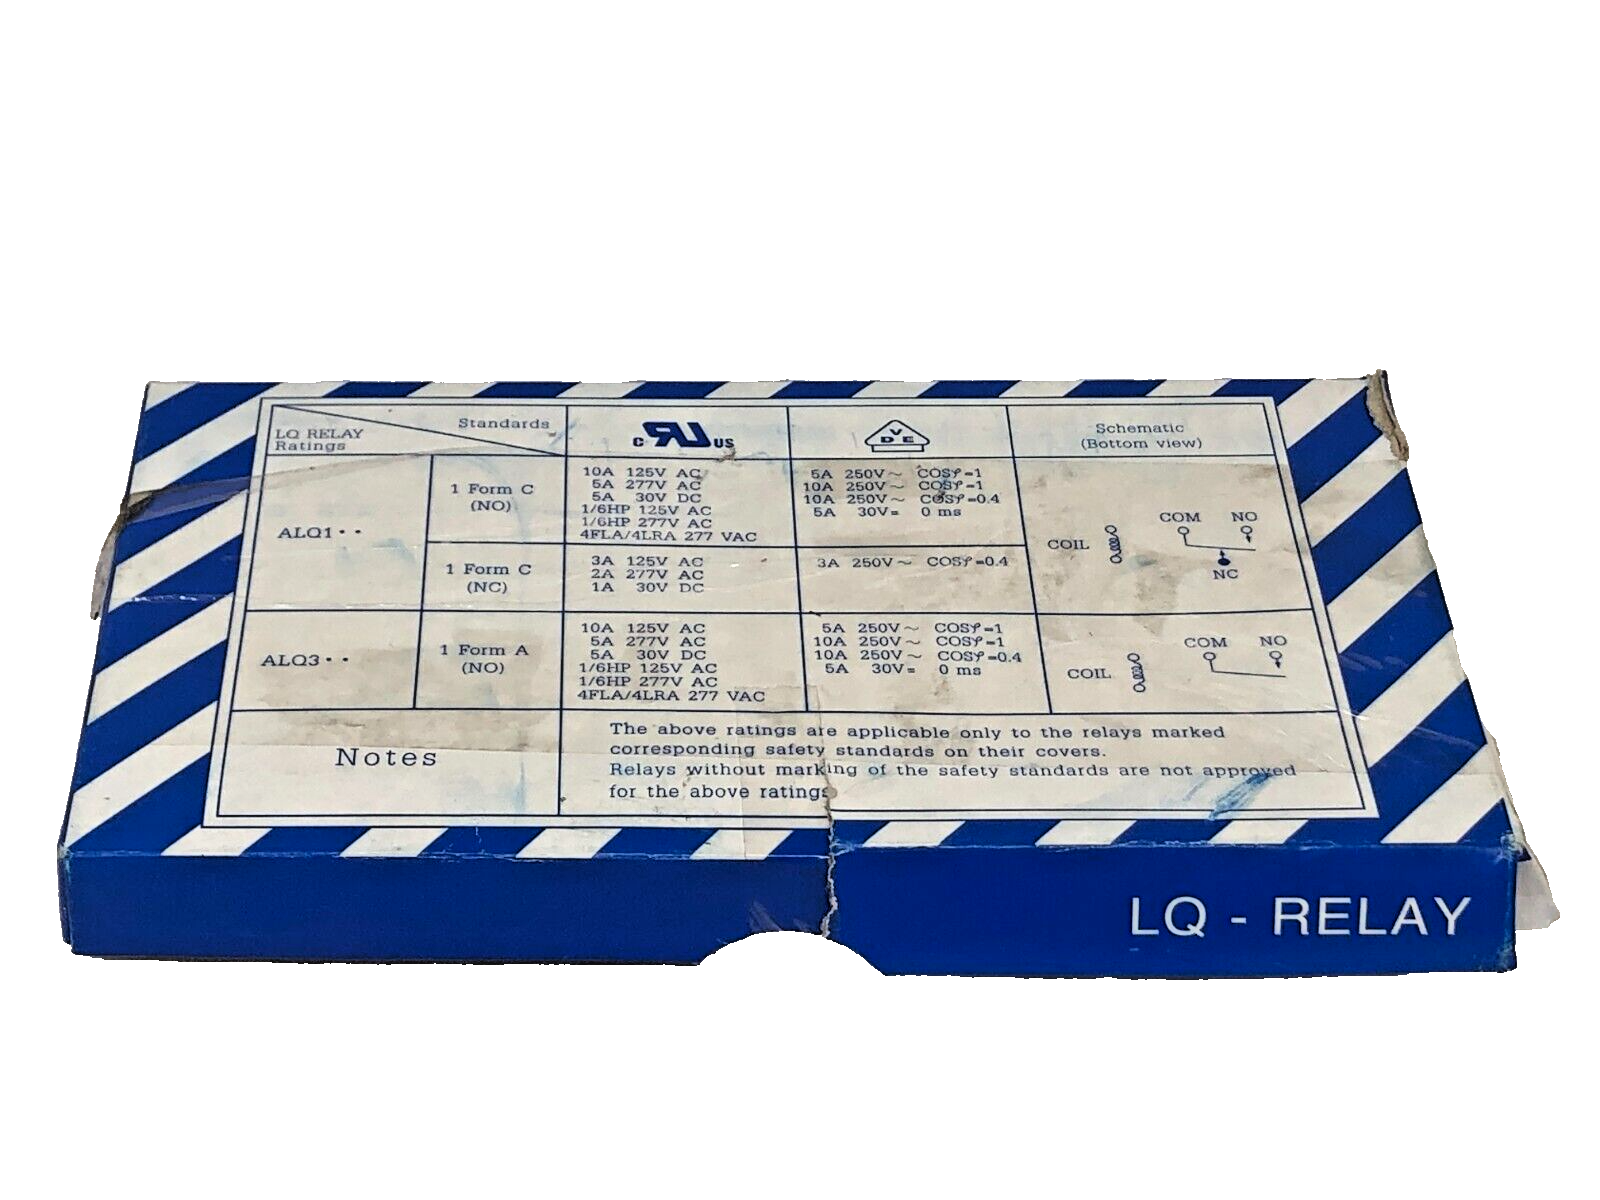 Standards
LQ RELAY
Ratings
c RU US
VDE
Schematic
(Bottom view)
ALQ1··
1 Form C
(NO)
10A 125V AC
5A 277V AC
5A 30V DC
1/6HP 125V AC
1/6HP 277V AC
4FLA/4LRA 277 VAC
5A 250V～ COSφ=1
10A 250V～ COSφ=1
10A 250V～ COSφ=0.4
5A 30V= 0 ms
COIL
COM NO
NC
1 Form C
(NC)
3A 125V AC
2A 277V AC
1A 30V DC
3A 250V～ COSφ=0.4
ALQ3··
1 Form A
(NO)
10A 125V AC
5A 277V AC
5A 30V DC
1/6HP 125V AC
1/6HP 277V AC
4FLA/4LRA 277 VAC
5A 250V～ COSφ=1
10A 250V～ COSφ=1
10A 250V～ COSφ=0.4
5A 30V= 0 ms
COIL
COM NO
Notes
The above ratings are applicable only to the relays marked
corresponding safety standards on their covers.
Relays without marking of the safety standards are not approved
for the above ratings
LQ - RELAY